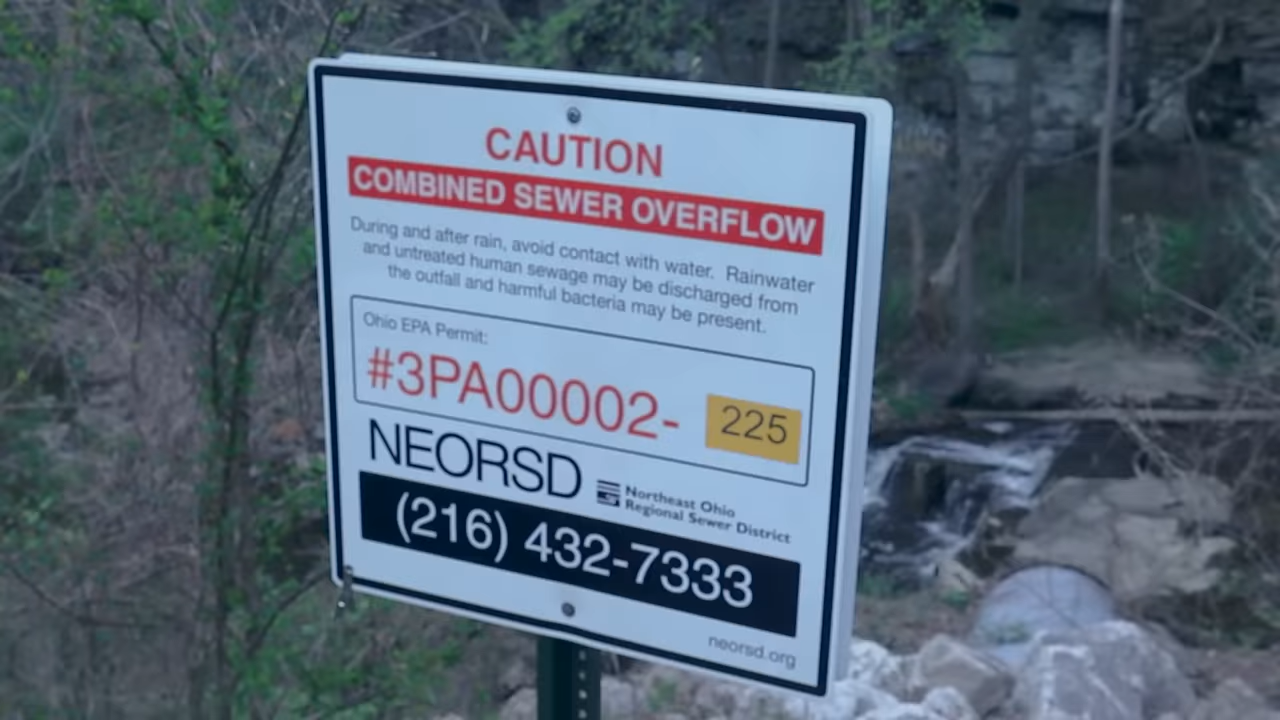 CAUTION
COMBINED SEWER OVERFLOW
During and after rain, avoid contact with water. Rainwater
and untreated human sewage may be discharged from
the outfall and harmful bacteria may be present.
Ohio EPA Permit:
#3PA00002- 225
NEORSD
Northeast Ohio
Regional Sewer District
(216) 432-7333
neorsd.org